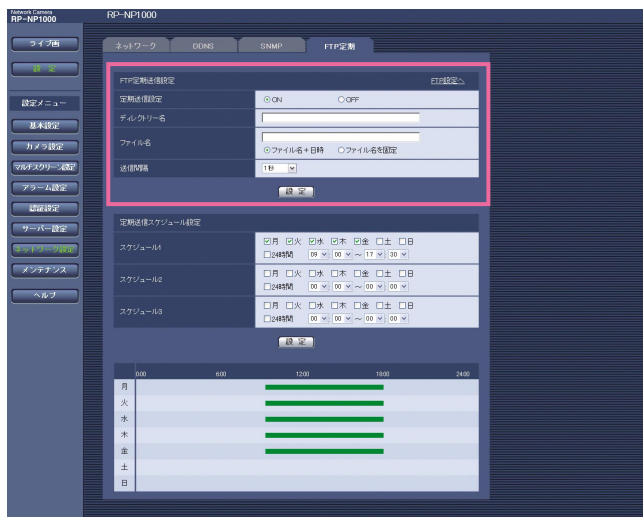 Network Camera
RP-NP1000
RP-NP1000
ライブ画
設 定
設定メニュー
基本設定
カメラ設定
マルチスクリーン設定
アラーム設定
認証設定
サーバー設定
ネットワーク設定
メンテナンス
ヘルプ
ネットワーク DDNS SNMP FTP定期
FTP定期送信設定 FTP設定へ
定期送信設定 ON OFF
ディレクトリー名
ファイル名
ファイル名+日時 ファイル名を固定
送信間隔 1秒
設 定
定期送信スケジュール設定
スケジュール1 月 火 水 木 金 土 日
24時間 09 : 00 ~ 17 : 30
スケジュール2 月 火 水 木 金 土 日
24時間 00 : 00 ~ 00 : 00
スケジュール3 月 火 水 木 金 土 日
24時間 00 : 00 ~ 00 : 00
設 定
0:00 6:00 12:00 18:00 24:00
月
火
水
木
金
土
日